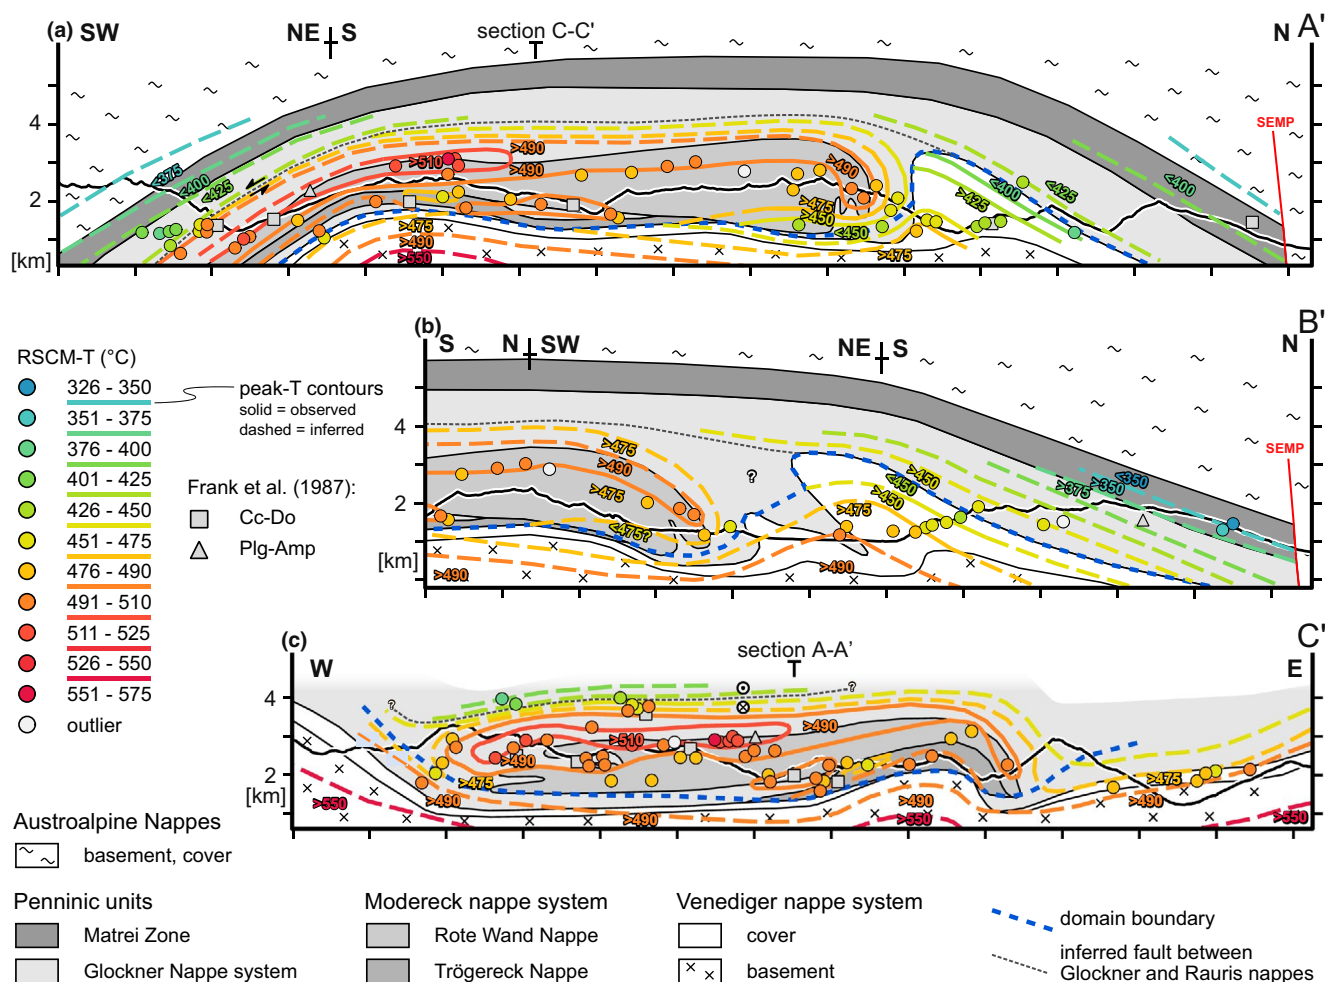 (a) SW NE S section C-C' N A'
SEMP
4
2
[km]
<375
<400
<425
>510
>490
>490
>490
>475
>450
<450
<400
>425
<425
<400
>475
>490
>550
>475
(b) S N SW NE S N B'
SEMP
4
2
[km]
>475
>490
>475
<475?
?
>490
>475
>450
<450
>450
>490
>375
>350
<350
(c) W section A-A' E C'
4
2
[km]
?
?
>510
>490
>490
>475
>490
>490
>490
>550
>550
>475
>490
>550
RSCM-T (°C)
326 - 350
351 - 375
376 - 400
401 - 425
426 - 450
451 - 475
476 - 490
491 - 510
511 - 525
526 - 550
551 - 575
outlier
peak-T contours
solid = observed
dashed = inferred
Frank et al. (1987):
Cc-Do
Plg-Amp
Austroalpine Nappes
basement, cover
Penninic units
Matrei Zone
Glockner Nappe system
Modereck nappe system
Rote Wand Nappe
Trögereck Nappe
Venediger nappe system
cover
basement
domain boundary
inferred fault between
Glockner and Rauris nappes